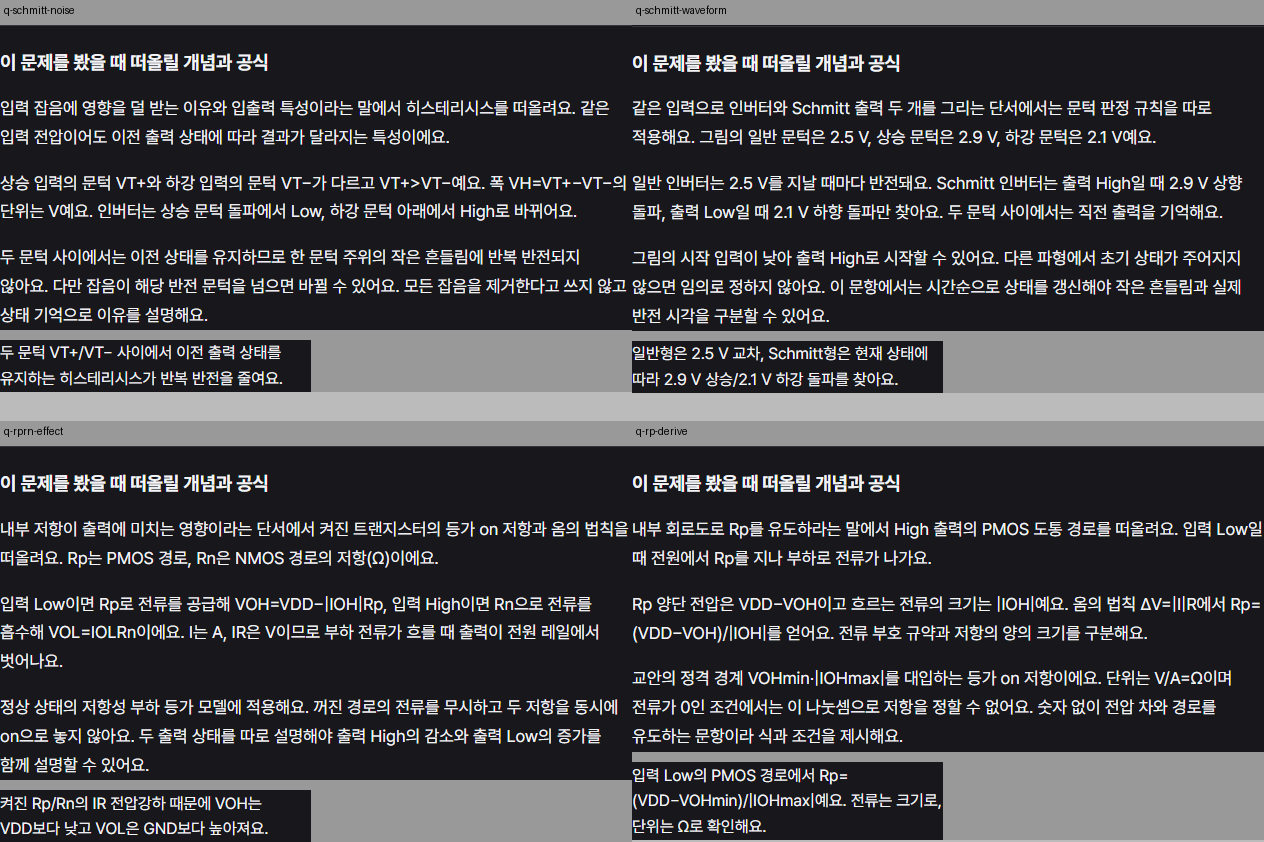 q-schmitt-noise
이 문제를 봤을 때 떠올릴 개념과 공식
입력 잡음에 영향을 덜 받는 이유와 입출력 특성이라는 말에서 히스테리시스를 떠올려요. 같은
입력 전압이어도 이전 출력 상태에 따라 결과가 달라지는 특성이에요.
상승 입력의 문턱 VT+와 하강 입력의 문턱 VT−가 다르고 VT+>VT−예요. 폭 VH=VT+−VT−의
단위는 V예요. 인버터는 상승 문턱 돌파에서 Low, 하강 문턱 아래에서 High로 바뀌어요.
두 문턱 사이에서는 이전 상태를 유지하므로 한 문턱 주위의 작은 흔들림에 반복 반전되지
않아요. 다만 잡음이 해당 반전 문턱을 넘으면 바뀔 수 있어요. 모든 잡음을 제거한다고 쓰지 않고
상태 기억으로 이유를 설명해요.
두 문턱 VT+/VT− 사이에서 이전 출력 상태를
유지하는 히스테리시스가 반복 반전을 줄여요.
q-schmitt-waveform
이 문제를 봤을 때 떠올릴 개념과 공식
같은 입력으로 인버터와 Schmitt 출력 두 개를 그리는 단서에서는 문턱 판정 규칙을 따로
적용해요. 그림의 일반 문턱은 2.5 V, 상승 문턱은 2.9 V, 하강 문턱은 2.1 V예요.
일반 인버터는 2.5 V를 지날 때마다 반전돼요. Schmitt 인버터는 출력 High일 때 2.9 V 상향
돌파, 출력 Low일 때 2.1 V 하향 돌파만 찾아요. 두 문턱 사이에서는 직전 출력을 기억해요.
그림의 시작 입력이 낮아 출력 High로 시작할 수 있어요. 다른 파형에서 초기 상태가 주어지지
않으면 임의로 정하지 않아요. 이 문항에서는 시간순으로 상태를 갱신해야 작은 흔들림과 실제
반전 시각을 구분할 수 있어요.
일반형은 2.5 V 교차, Schmitt형은 현재 상태에
따라 2.9 V 상승/2.1 V 하강 돌파를 찾아요.
q-rprn-effect
이 문제를 봤을 때 떠올릴 개념과 공식
내부 저항이 출력에 미치는 영향이라는 단서에서 켜진 트랜지스터의 등가 on 저항과 옴의 법칙을
떠올려요. Rp는 PMOS 경로, Rn은 NMOS 경로의 저항(Ω)이에요.
입력 Low이면 Rp로 전류를 공급해 VOH=VDD−|IOH|Rp, 입력 High이면 Rn으로 전류를
흡수해 VOL=IOLRn이에요. I는 A, IR은 V이므로 부하 전류가 흐를 때 출력이 전원 레일에서
벗어나요.
정상 상태의 저항성 부하 등가 모델에 적용해요. 꺼진 경로의 전류를 무시하고 두 저항을 동시에
on으로 놓지 않아요. 두 출력 상태를 따로 설명해야 출력 High의 감소와 출력 Low의 증가를
함께 설명할 수 있어요.
켜진 Rp/Rn의 IR 전압강하 때문에 VOH는
VDD보다 낮고 VOL은 GND보다 높아져요.
q-rp-derive
이 문제를 봤을 때 떠올릴 개념과 공식
내부 회로도로 Rp를 유도하라는 말에서 High 출력의 PMOS 도통 경로를 떠올려요. 입력 Low일
때 전원에서 Rp를 지나 부하로 전류가 나가요.
Rp 양단 전압은 VDD−VOH이고 흐르는 전류의 크기는 |IOH|예요. 옴의 법칙 ΔV=|I|R에서 Rp=
(VDD−VOH)/|IOH|를 얻어요. 전류 부호 규약과 저항의 양의 크기를 구분해요.
교안의 정격 경계 VOHmin·|IOHmax|를 대입하는 등가 on 저항이에요. 단위는 V/A=Ω이며
전류가 0인 조건에서는 이 나눗셈으로 저항을 정할 수 없어요. 숫자 없이 전압 차와 경로를
유도하는 문항이라 식과 조건을 제시해요.
입력 Low의 PMOS 경로에서 Rp=
(VDD−VOHmin)/|IOHmax|예요. 전류는 크기로,
단위는 Ω로 확인해요.